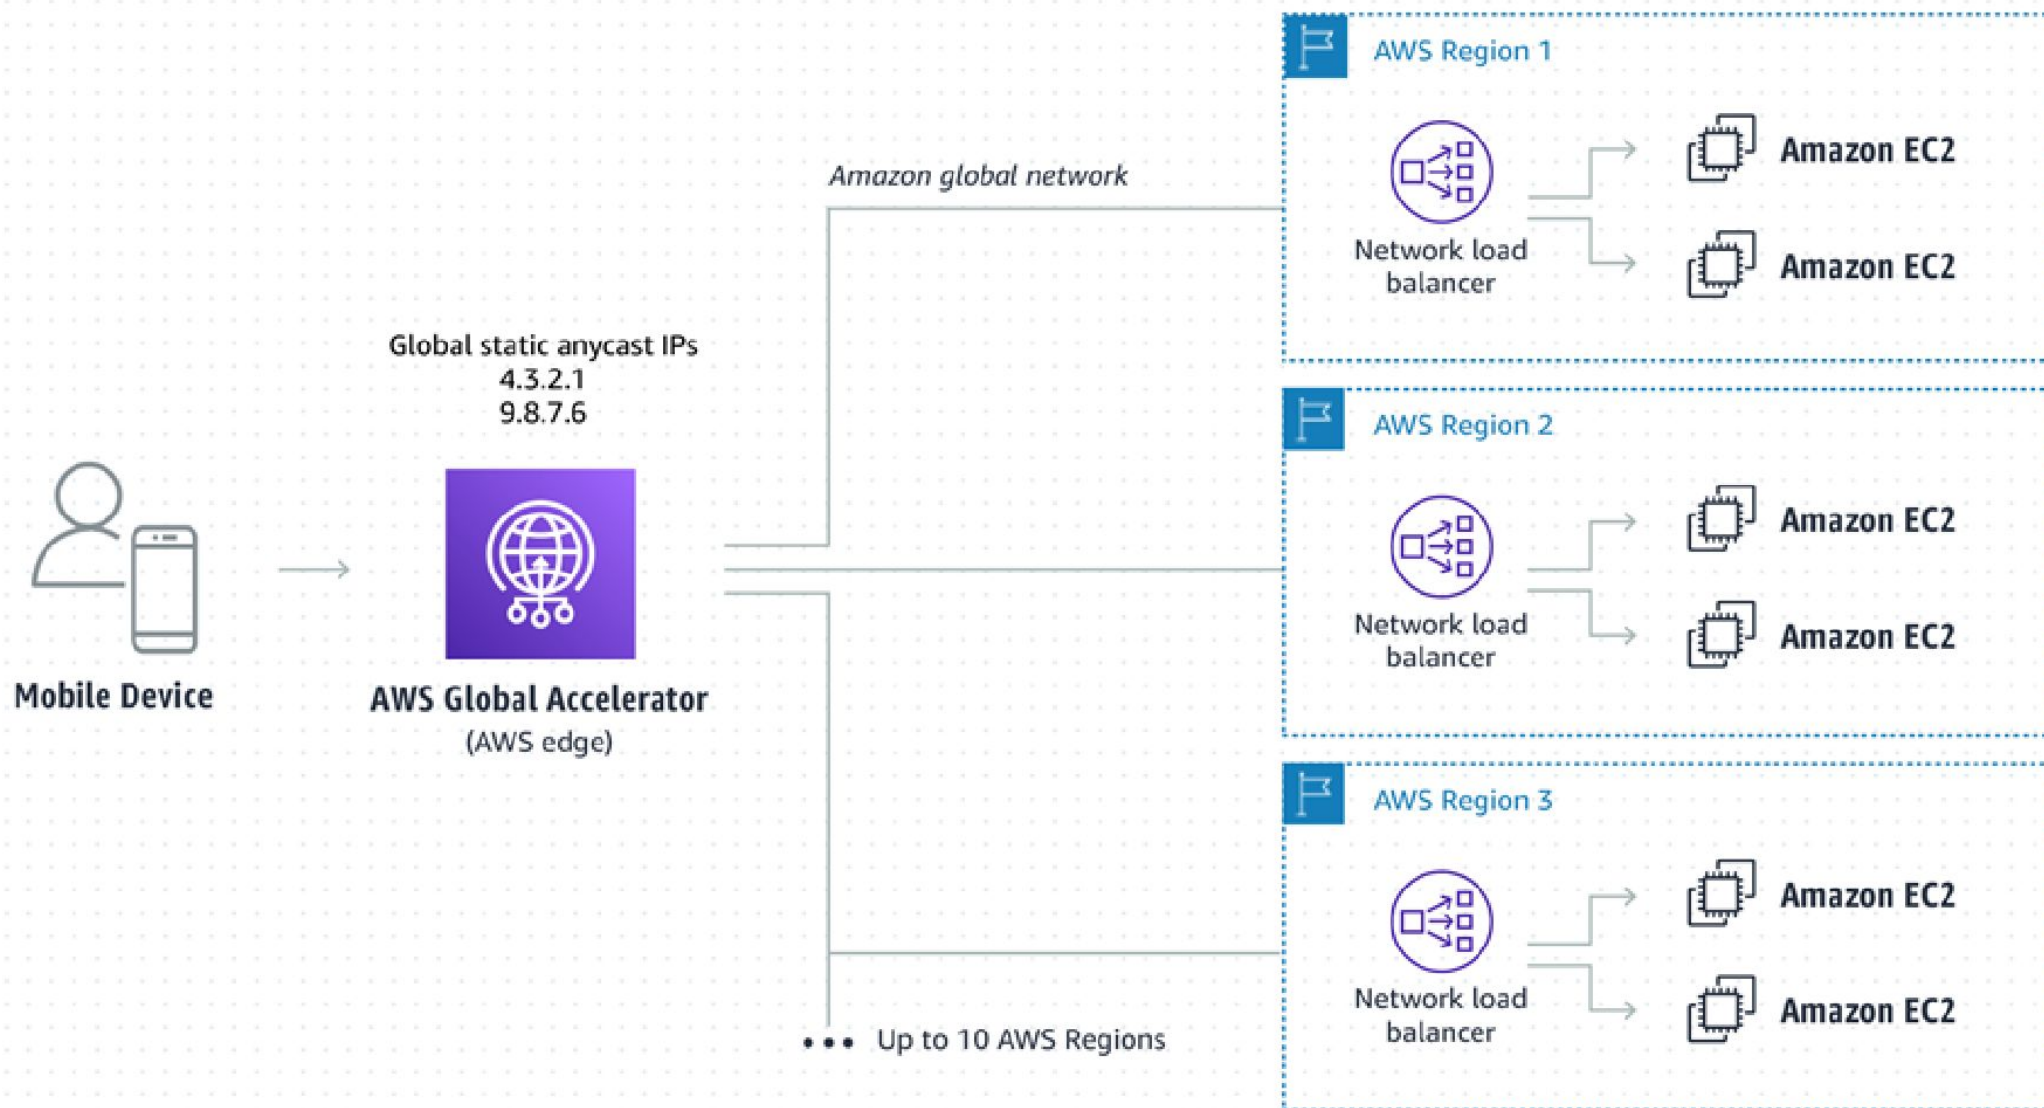 Mobile Device
Global static anycast IPs
4.3.2.1
9.8.7.6
AWS Global Accelerator
(AWS edge)
Amazon global network
••• Up to 10 AWS Regions
AWS Region 1
Network load
balancer
Amazon EC2
Amazon EC2
AWS Region 2
Network load
balancer
Amazon EC2
Amazon EC2
AWS Region 3
Network load
balancer
Amazon EC2
Amazon EC2